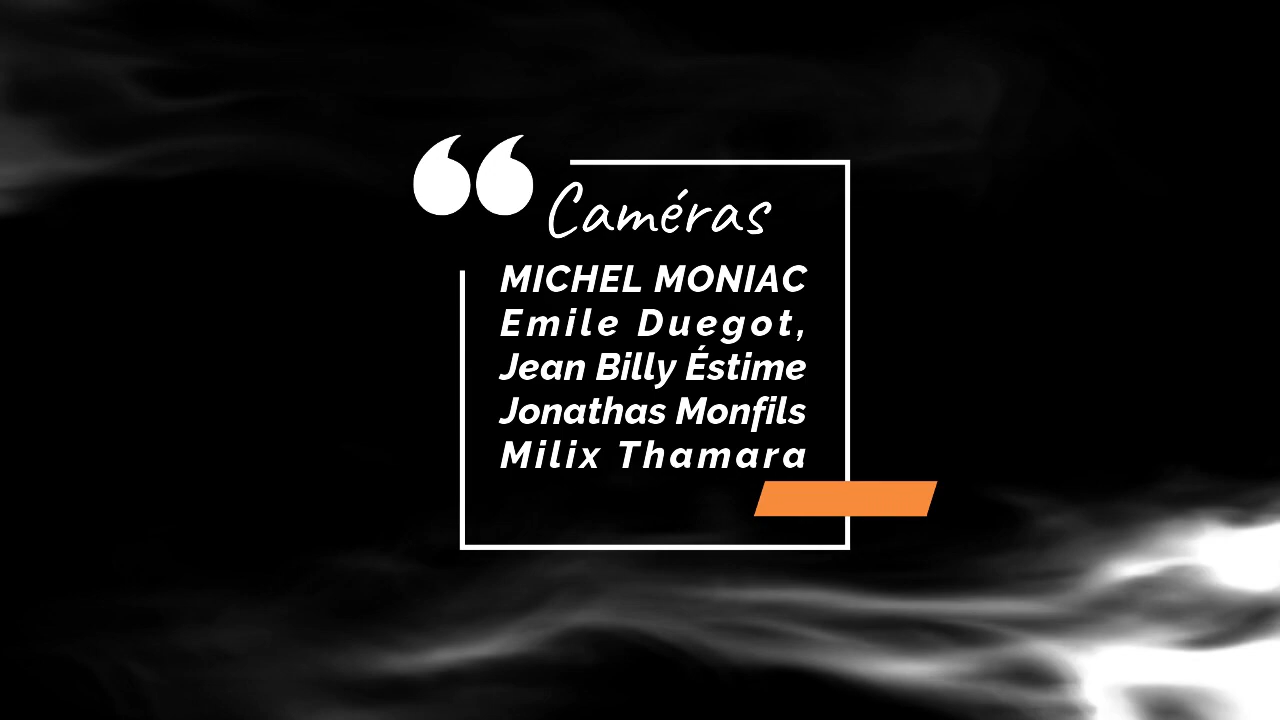 Caméras
MICHEL MONIAC
Emile Duegot,
Jean Billy Éstime
Jonathas Monfils
Milix Thamara